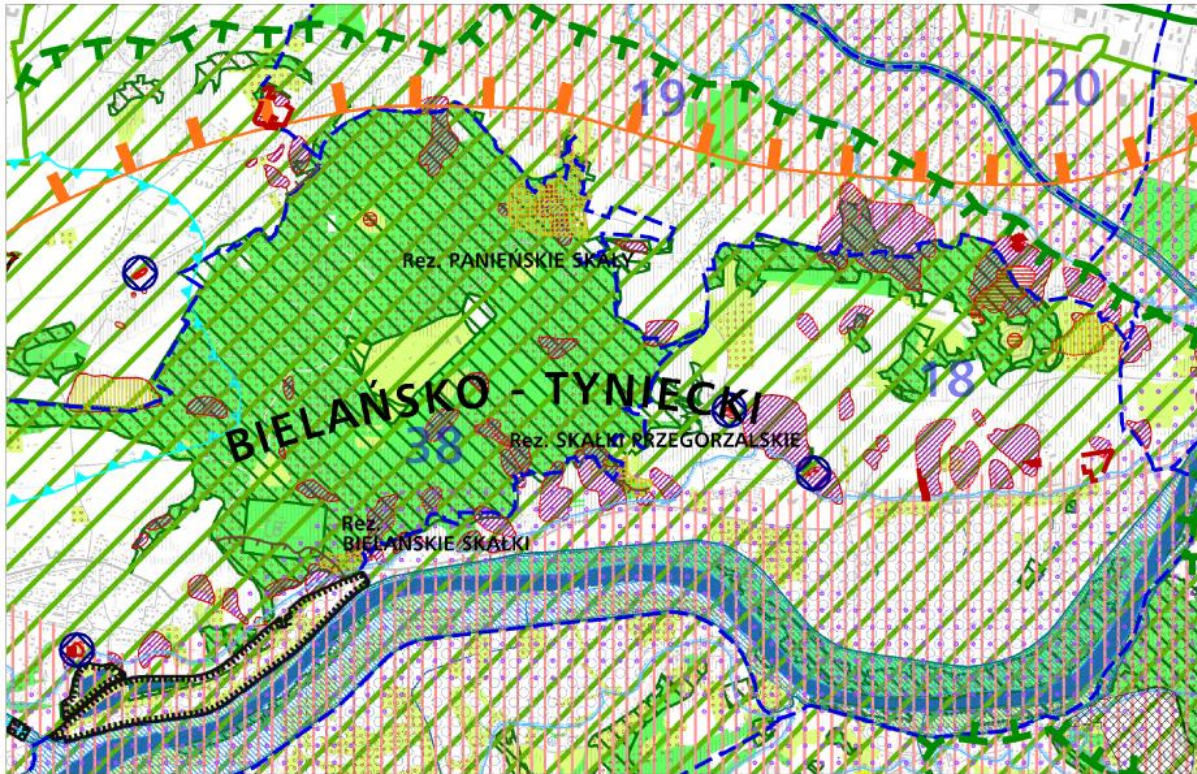 19
20
Rez. PANIEŃSKIE SKAŁY
18
BIELAŃSKO - TYNIECKI
38
Rez. SKAŁKI PRZEGORZALSKIE
Rez.
BIELAŃSKIE SKAŁKI